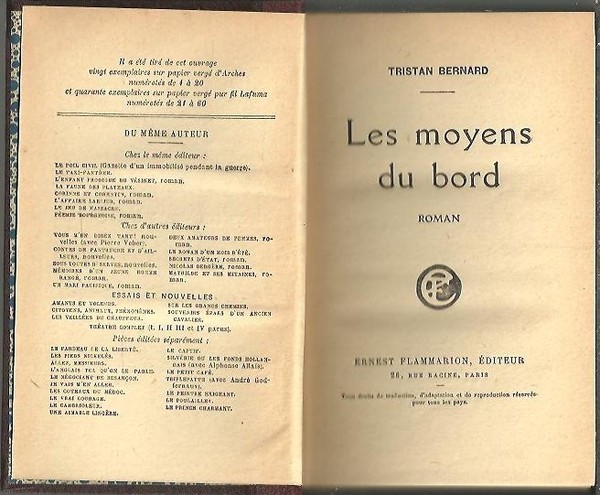 Il a été tiré de cet ouvrage
vingt exemplaires sur papier vergé d'Arches
numérotés de 1 à 20
et quarante exemplaires sur papier vergé pur fil Lafuma
numérotés de 21 à 60
DU MÊME AUTEUR
Chez le même éditeur :
LE POIL CIVIL (Gazette d'un immobilisé pendant la guerre).
LE TAXI-FANTÔME.
L'ENFANT PRODIGUE DU VÉSINET, roman.
LA FAUNE DES PLATEAUX.
CORINNE ET CORENTIN, roman.
L'AFFAIRE LARCIER, roman.
LE JEU DE MASSACRE.
FÉERIE BOURGEOISE, roman.
Chez d'autres éditeurs :
VOUS M'EN DIREZ TANT! nouvelles (avec Pierre Veber).
CONTES DE PANTRUCHE ET D'AILLEURS, nouvelles.
SOUS TOUTES RÉSERVES, nouvelles.
MÉMOIRES D'UN JEUNE HOMME RANGÉ, roman.
UN MARI PACIFIQUE, roman.
DEUX AMATEURS DE FEMMES, roman.
LE ROMAN D'UN MOIS D'ÉTÉ.
SECRETS D'ÉTAT, roman.
NICOLAS BERGÈRE, roman.
MATHILDE ET SES MITAINES, roman.
ESSAIS ET NOUVELLES
AMANTS ET VOLEURS.
CITOYENS, ANIMAUX, PHÉNOMÈNES.
LES VEILLÉES DU CHAUFFEUR.
SUR LES GRANDS CHEMINS.
SOUVENIRS ÉPARS D'UN ANCIEN CAVALIER.
THÉÂTRE COMPLET (t. I, II III et IV parus).
Pièces éditées séparément :
LE FARDEAU DE LA LIBERTÉ.
LES PIEDS NICKELÉS.
ALLEZ, MESSIEURS.
L'ANGLAIS TEL QU'ON LE PARLE.
LE NÉGOCIANT DE BESANÇON.
JE VAIS M'EN ALLER.
LES COTEAUX DU MÉDOC.
LE VRAI COURAGE.
LE CAMBRIOLEUR.
UNE AIMABLE LINGÈRE.
LE CAPTIF.
SILVÉRIE OU LES FONDS HOLLANDAIS (avec Alphonse Allais).
LE PETIT CAFÉ.
TRIPLEPATTE (avec André Godfernaux).
LE PEINTRE EXIGEANT.
LE POULAILLER.
LE PRINCE CHARMANT.
TRISTAN BERNARD
Les moyens
du bord
ROMAN
ERNEST FLAMMARION, ÉDITEUR
26, RUE RACINE, PARIS
Tous droits de traduction, d'adaptation et de reproduction réservés
pour tous les pays.